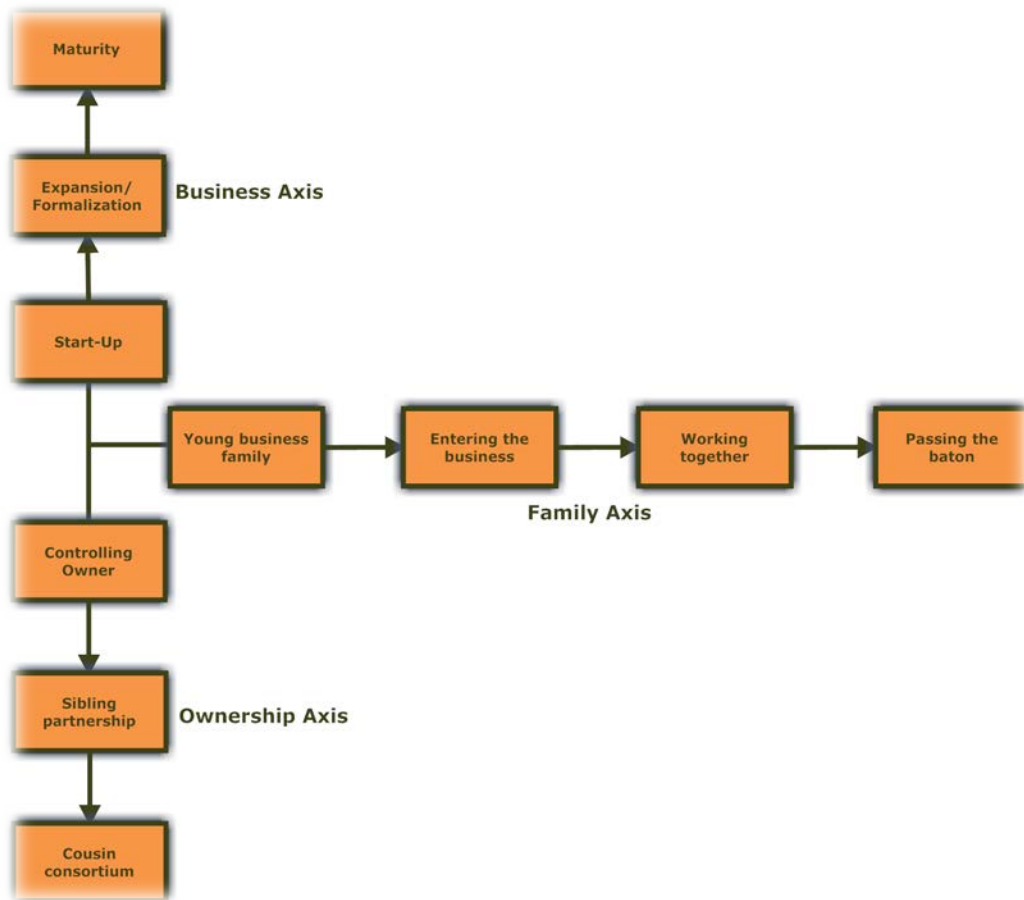 Maturity
Expansion/
Formalization
Business Axis
Start-Up
Young business
family
Entering the
business
Working
together
Passing the
baton
Family Axis
Controlling
Owner
Sibling
partnership
Ownership Axis
Cousin
consortium